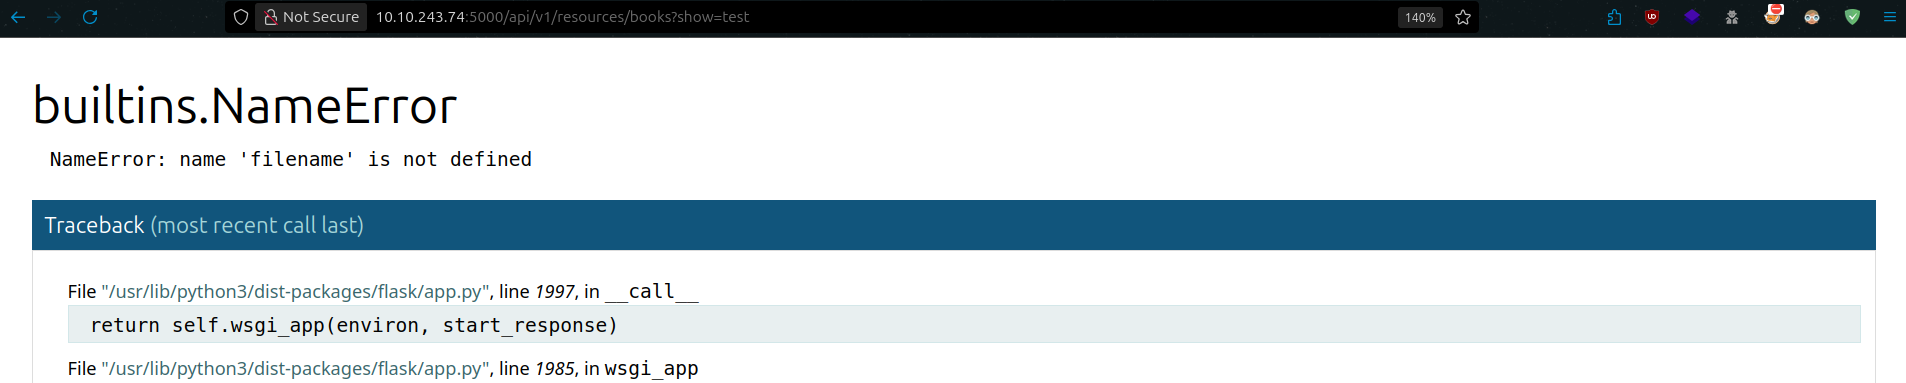 Not Secure 10.10.243.74:5000/api/v1/resources/books?show=test 140%
builtins.NameError
NameError: name 'filename' is not defined
Traceback (most recent call last)
File "/usr/lib/python3/dist-packages/flask/app.py", line 1997, in __call__
return self.wsgi_app(environ, start_response)
File "/usr/lib/python3/dist-packages/flask/app.py", line 1985, in wsgi_app